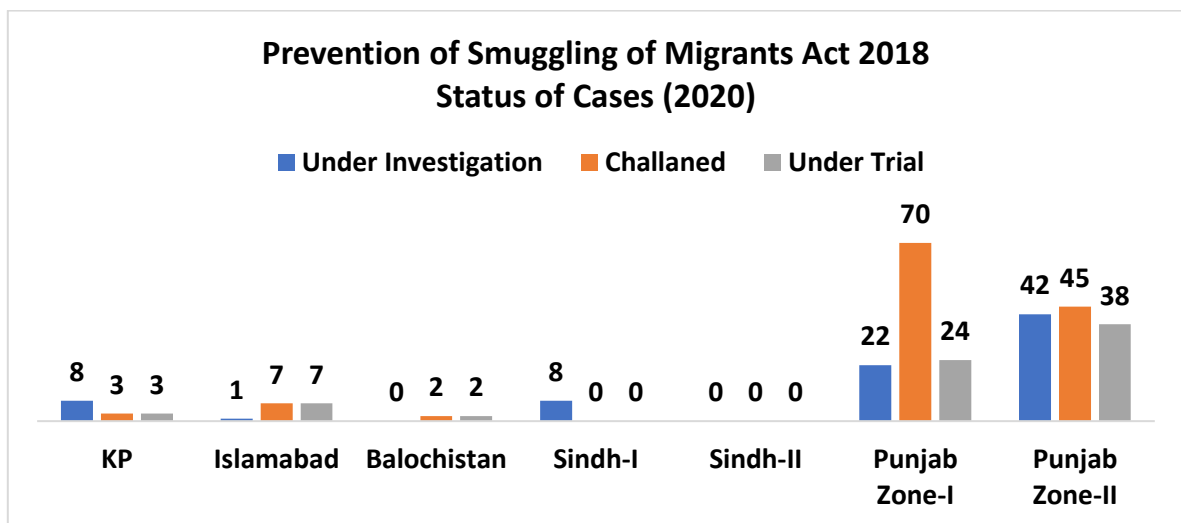 Prevention of Smuggling of Migrants Act 2018
Status of Cases (2020)
Under Investigation Challaned Under Trial
8 3 3 1 7 7 0 2 2 8 0 0 0 0 0 22 70 24 42 45 38
KP Islamabad Balochistan Sindh-I Sindh-II Punjab Zone-I Punjab Zone-II